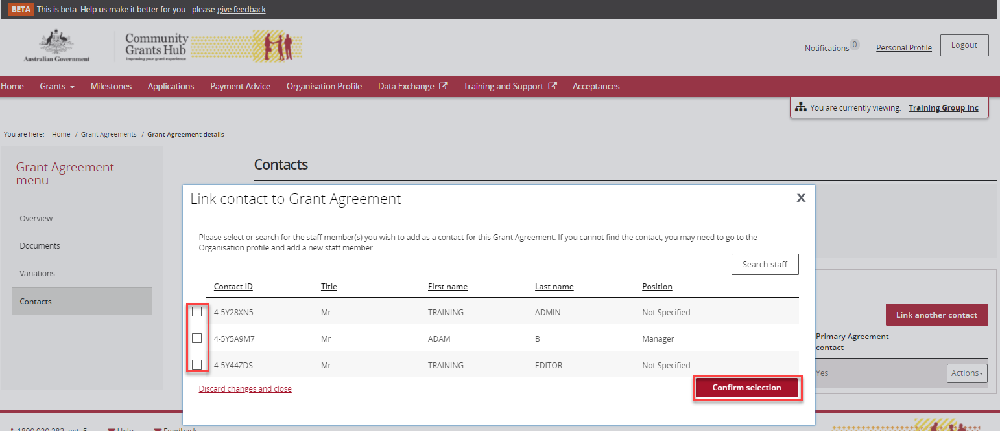 BETA This is beta. Help us make it better for you - please give feedback
Australian Government
Community
Grants Hub
Improving your grant experience
Notifications 0 Personal Profile Logout
Home Grants Milestones Applications Payment Advice Organisation Profile Data Exchange Training and Support Acceptances
You are currently viewing: Training Group Inc
You are here: Home / Grant Agreements / Grant Agreement details
Grant Agreement
menu
Overview
Documents
Variations
Contacts
Contacts
Link contact to Grant Agreement X
Please select or search for the staff member(s) you wish to add as a contact for this Grant Agreement. If you cannot find the contact, you may need to go to the
Organisation profile and add a new staff member.
Search staff
Contact ID Title First name Last name Position
4-5Y28XN5 Mr TRAINING ADMIN Not Specified
4-5Y5A9M7 Mr ADAM B Manager
4-5Y44ZDS Mr TRAINING EDITOR Not Specified
Discard changes and close Confirm selection
Link another contact
Primary Agreement
contact
Yes Actions
1800 020 283, ext. 5 Help Feedback